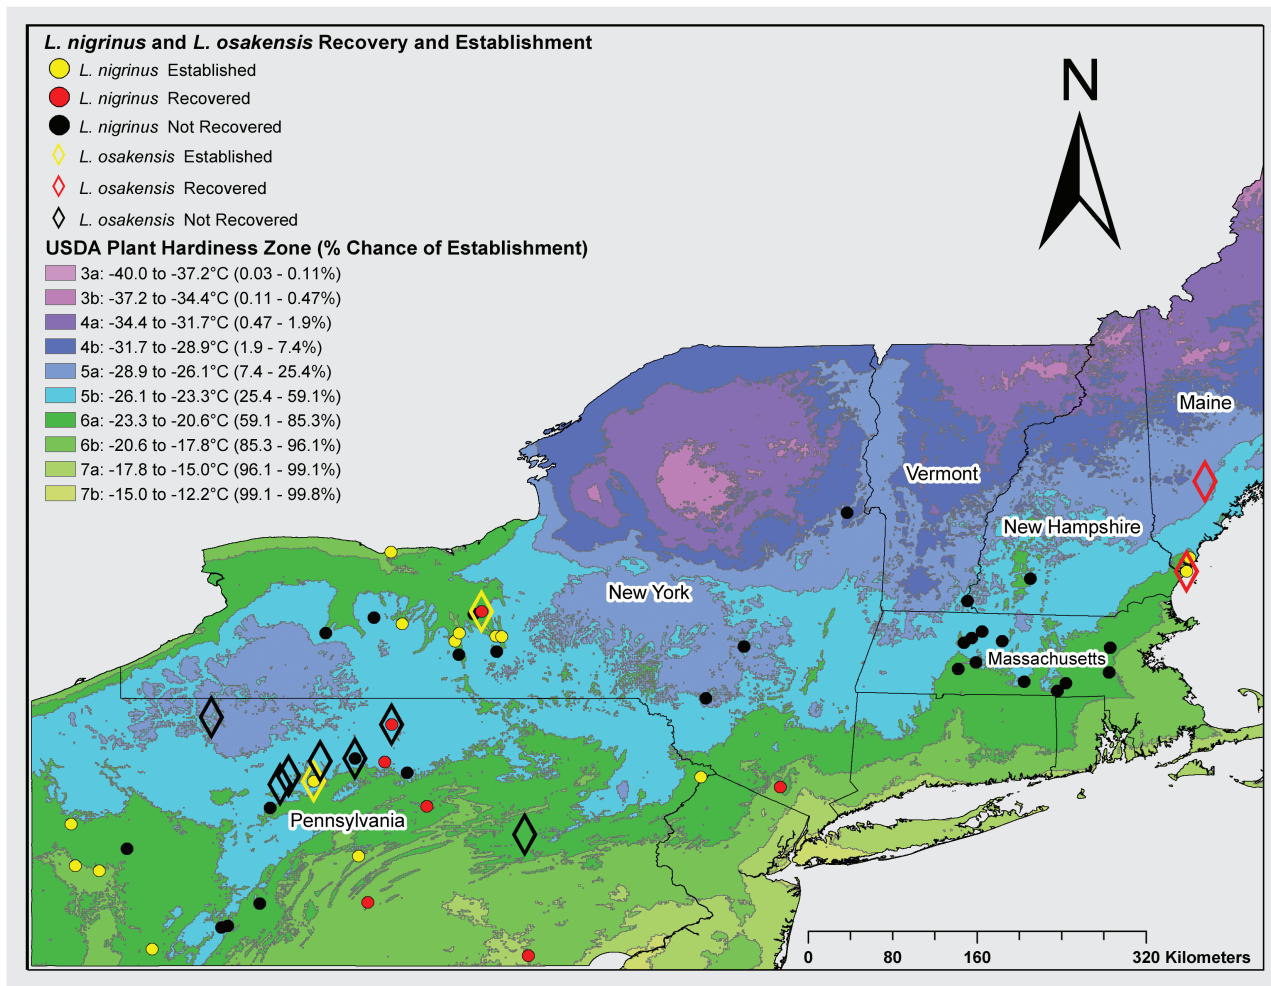 L. nigrinus and L. osakensis Recovery and Establishment
L. nigrinus Established
L. nigrinus Recovered
L. nigrinus Not Recovered
L. osakensis Established
L. osakensis Recovered
L. osakensis Not Recovered
USDA Plant Hardiness Zone (% Chance of Establishment)
3a: -40.0 to -37.2°C (0.03 - 0.11%)
3b: -37.2 to -34.4°C (0.11 - 0.47%)
4a: -34.4 to -31.7°C (0.47 - 1.9%)
4b: -31.7 to -28.9°C (1.9 - 7.4%)
5a: -28.9 to -26.1°C (7.4 - 25.4%)
5b: -26.1 to -23.3°C (25.4 - 59.1%)
6a: -23.3 to -20.6°C (59.1 - 85.3%)
6b: -20.6 to -17.8°C (85.3 - 96.1%)
7a: -17.8 to -15.0°C (96.1 - 99.1%)
7b: -15.0 to -12.2°C (99.1 - 99.8%)
N
Maine
Vermont
New Hampshire
New York
Massachusetts
Pennsylvania
0 80 160 320 Kilometers